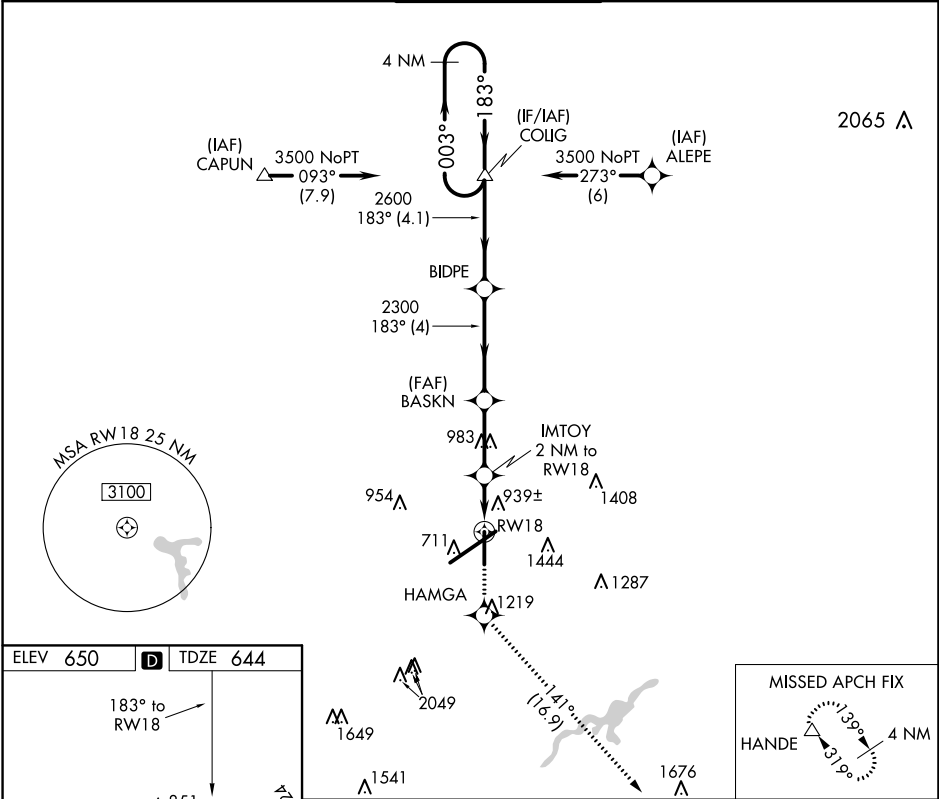 4 NM
183°
003°
(IF/IAF)
COLIG
2065
(IAF)
CAPUN
3500 NoPT
093°
(7.9)
(IAF)
ALEPE
3500 NoPT
273°
(6)
2600
183° (4.1)
BIDPE
2300
183° (4)
(FAF)
BASKN
983
IMTOY
2 NM to
RW18
MSA RW18 25 NM
3100
954
939±
1408
RW18
711
1444
1287
HAMGA
1219
ELEV 650 D TDZE 644
183° to
RW18
2049
1649
1541
141°
(16.9)
1676
MISSED APCH FIX
HANDE
139°
319°
4 NM